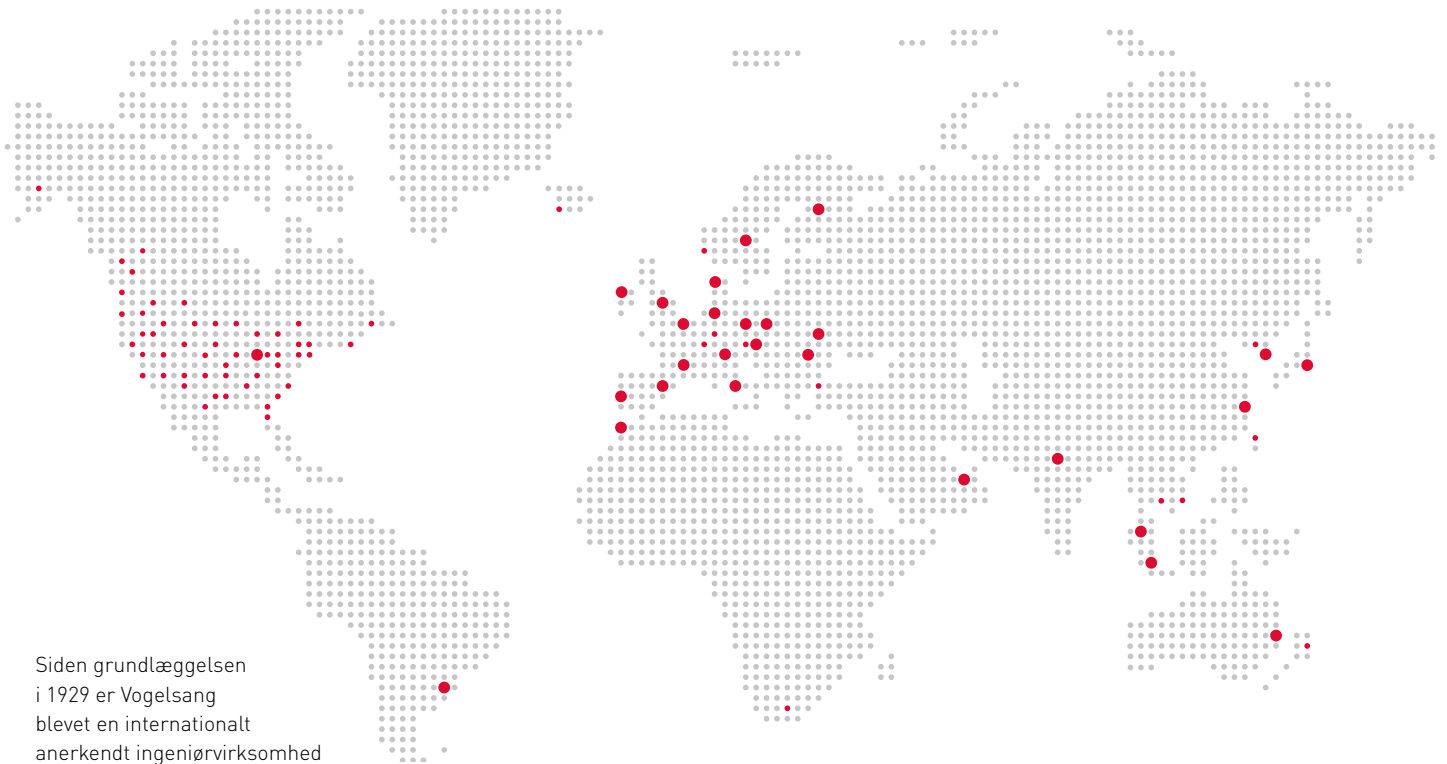 Siden grundlæggelsen
i 1929 er Vogelsang
blevet en internationalt
anerkendt ingeniørvirksomhed